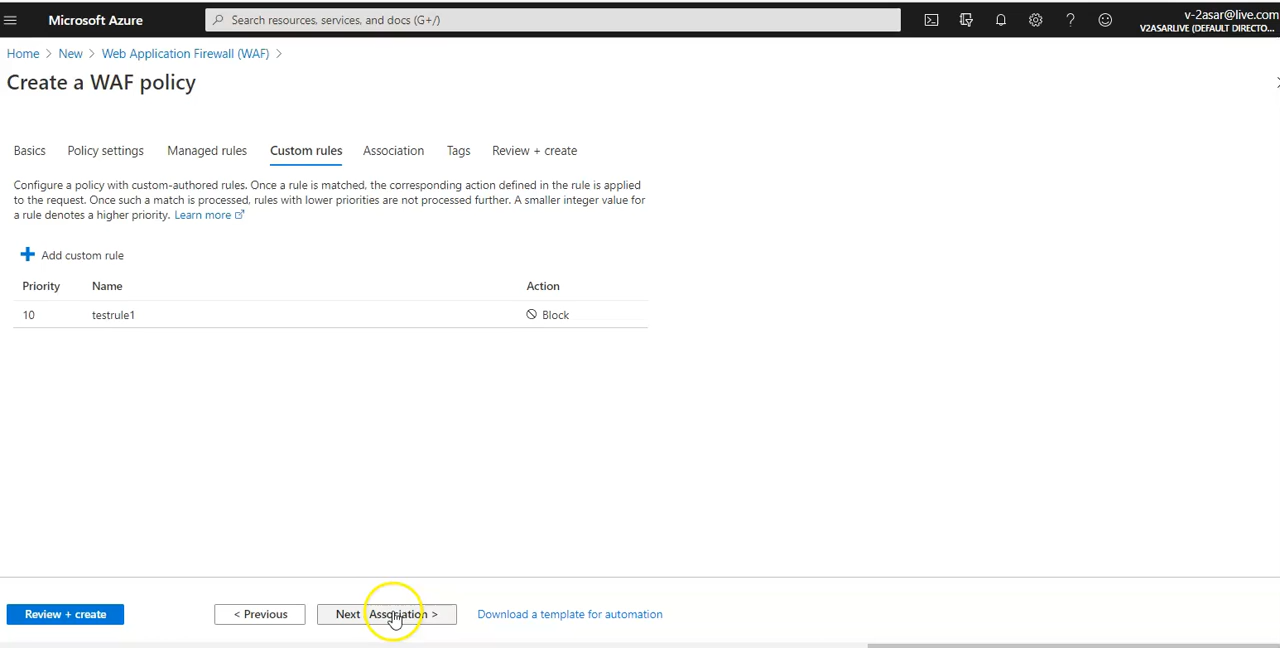 Microsoft Azure
Search resources, services, and docs (G+/)
v-2asar@live.com
V2ASARLIVE (DEFAULT DIRECTO...
Home > New > Web Application Firewall (WAF) >
Create a WAF policy
Basics Policy settings Managed rules Custom rules Association Tags Review + create
Configure a policy with custom-authored rules. Once a rule is matched, the corresponding action defined in the rule is applied
to the request. Once such a match is processed, rules with lower priorities are not processed further. A smaller integer value for
a rule denotes a higher priority. Learn more
Add custom rule
Priority Name Action
10 testrule1 Block
Review + create < Previous Next Association > Download a template for automation